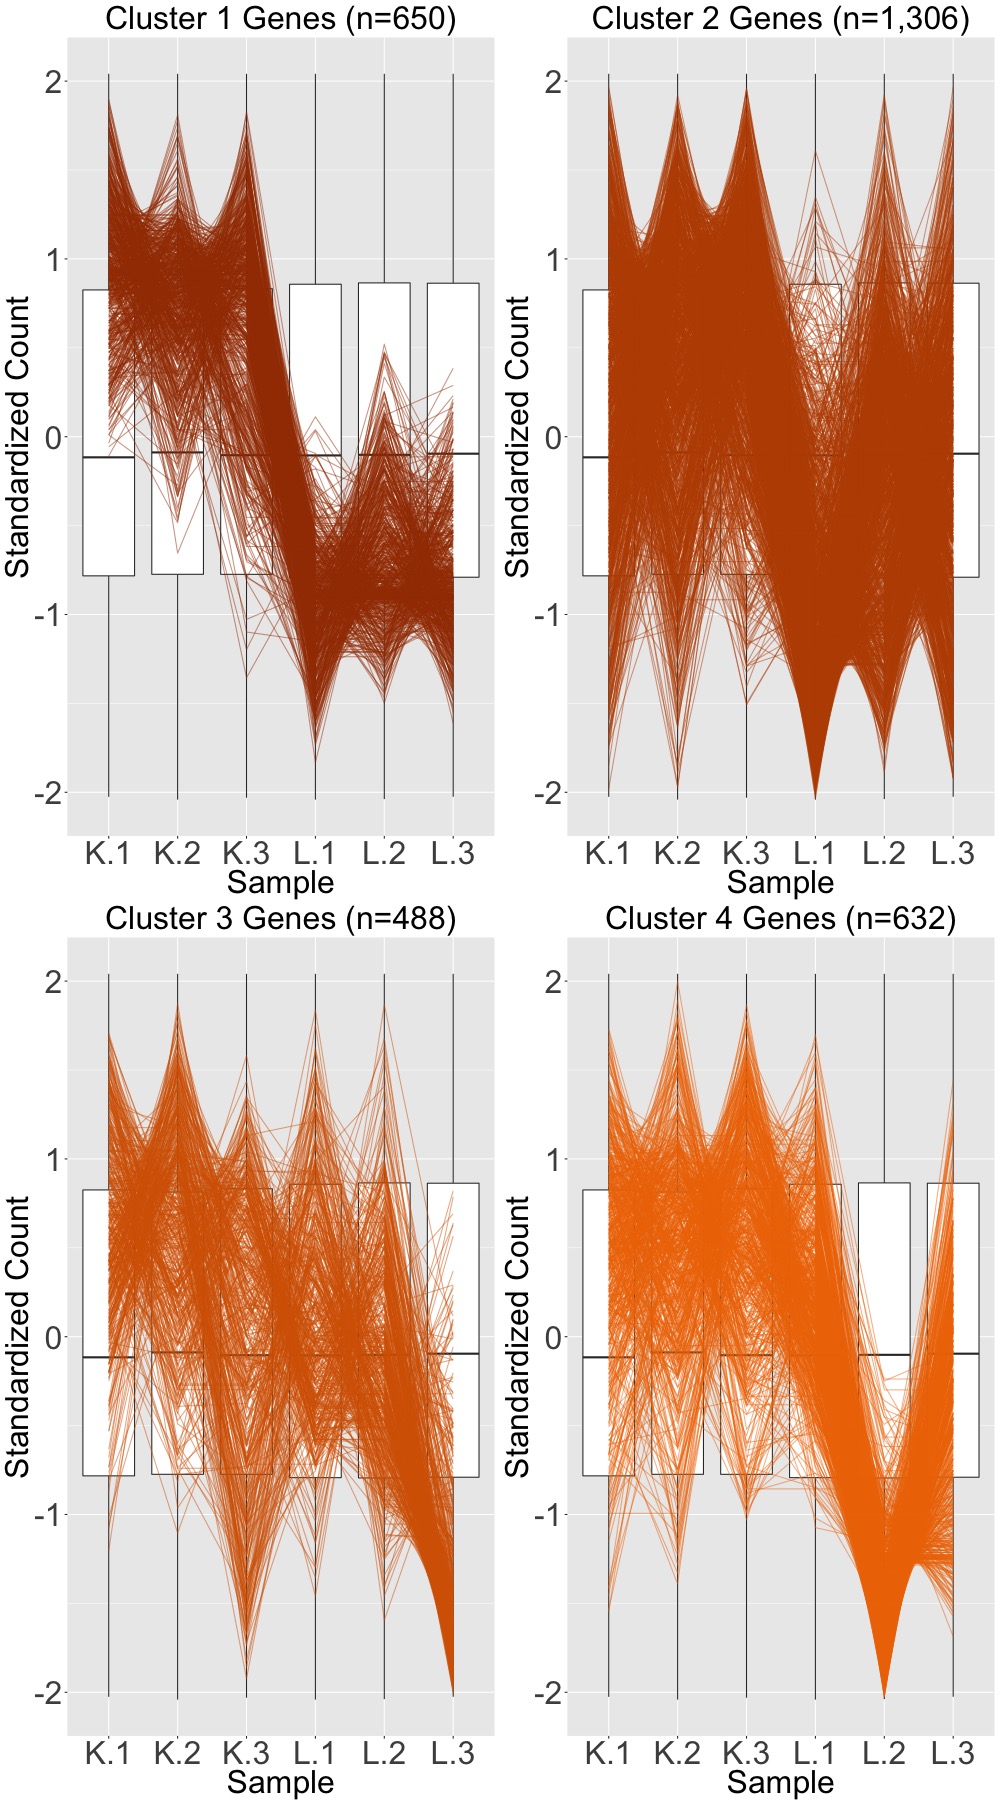 Cluster 1 Genes (n=650)
Standardized Count
2
1
0
-1
-2
K.1 K.2 K.3 L.1 L.2 L.3
Sample
Cluster 2 Genes (n=1,306)
Standardized Count
2
1
0
-1
-2
K.1 K.2 K.3 L.1 L.2 L.3
Sample
Cluster 3 Genes (n=488)
Standardized Count
2
1
0
-1
-2
K.1 K.2 K.3 L.1 L.2 L.3
Sample
Cluster 4 Genes (n=632)
Standardized Count
2
1
0
-1
-2
K.1 K.2 K.3 L.1 L.2 L.3
Sample